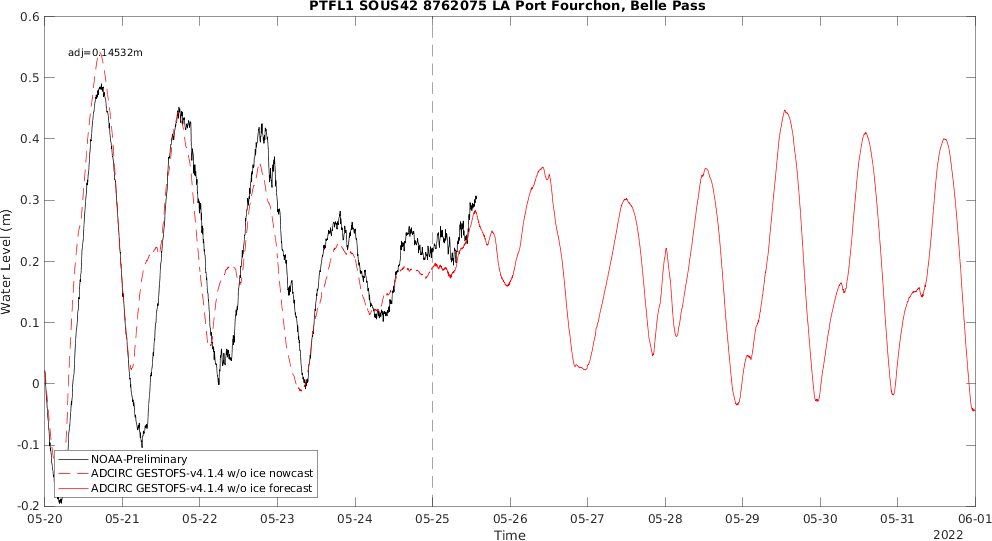 PTFL1 SOUS42 8762075 LA Port Fourchon, Belle Pass
0.6
adj=0.14532m
0.5
0.4
0.3
0.2
0.1
0
-0.1
-0.2
Water Level (m)
NOAA-Preliminary
ADCIRC GESTOFS-v4.1.4 w/o ice nowcast
ADCIRC GESTOFS-v4.1.4 w/o ice forecast
05-20 05-21 05-22 05-23 05-24 05-25 05-26 05-27 05-28 05-29 05-30 05-31 06-01
Time
2022